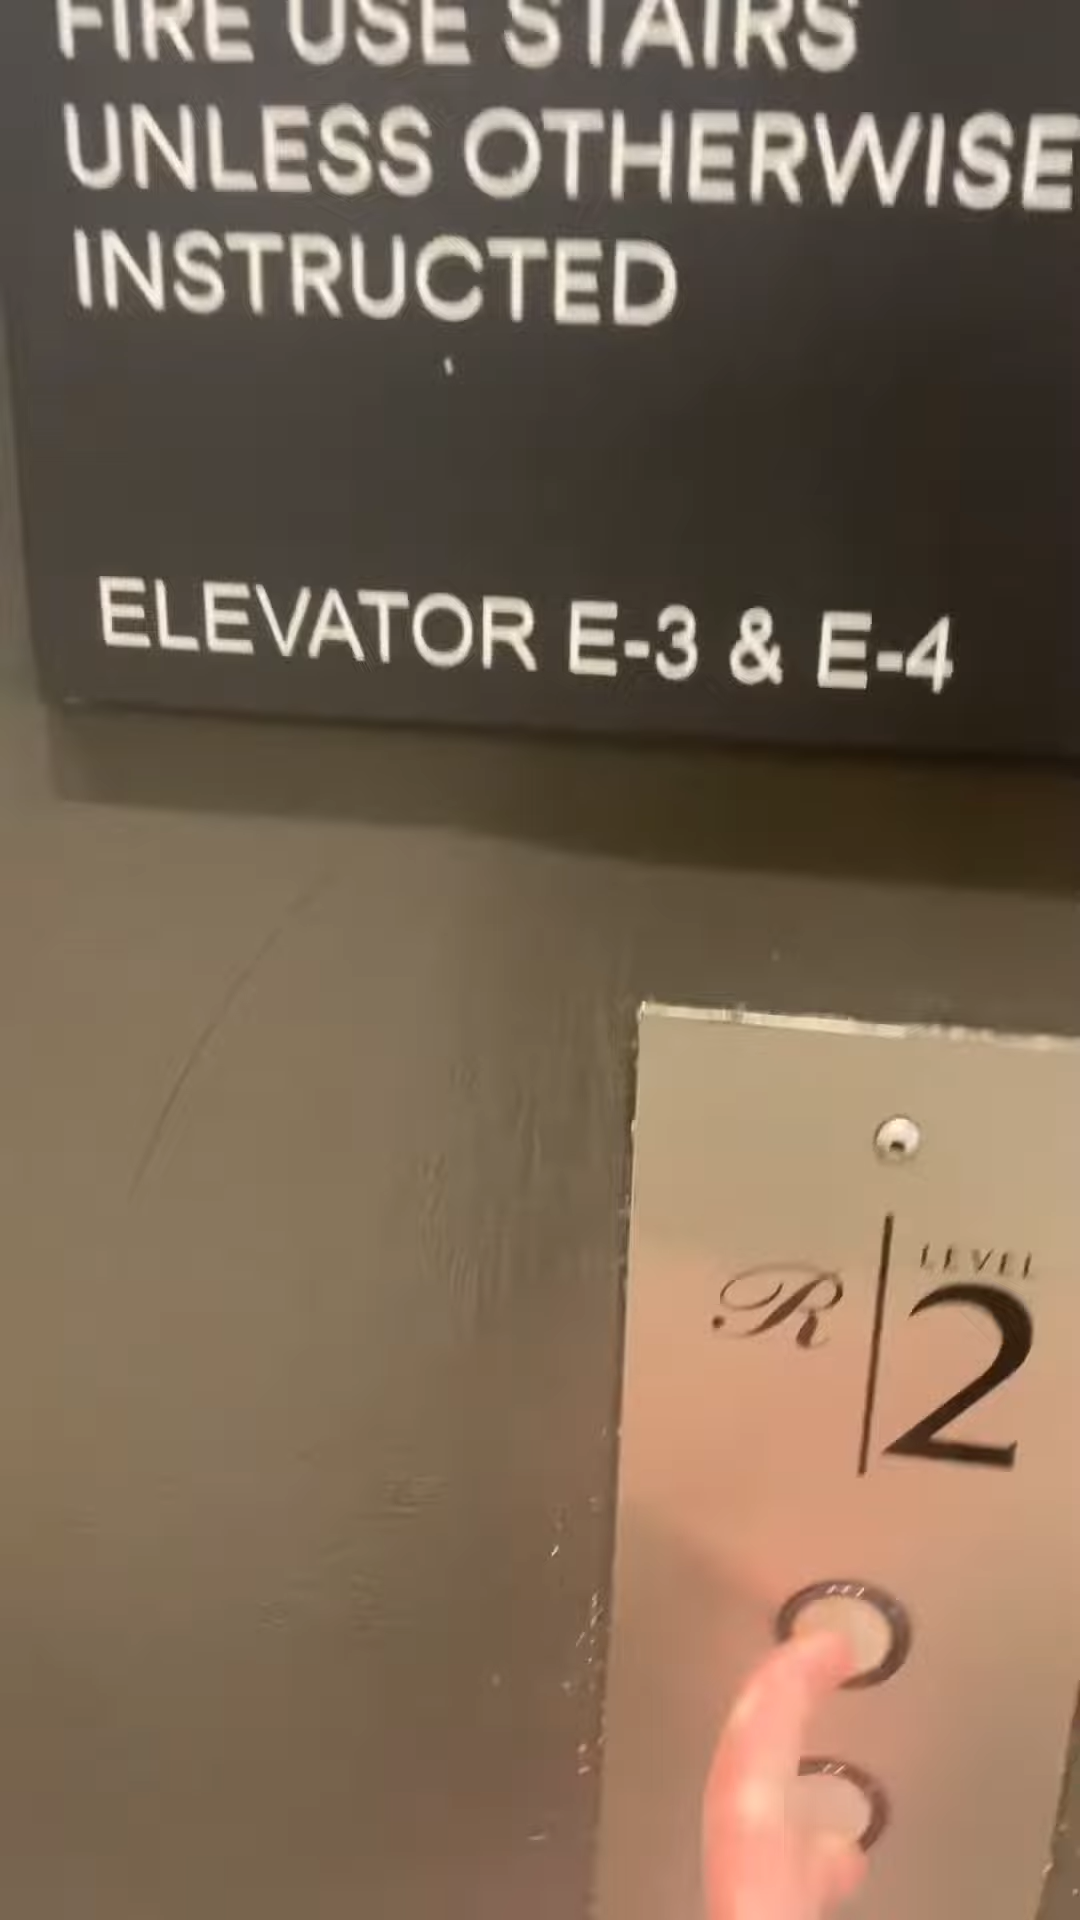 FIRE USE STAIRS
UNLESS OTHERWISE
INSTRUCTED
ELEVATOR E-3 & E-4
R
LEVEL
2